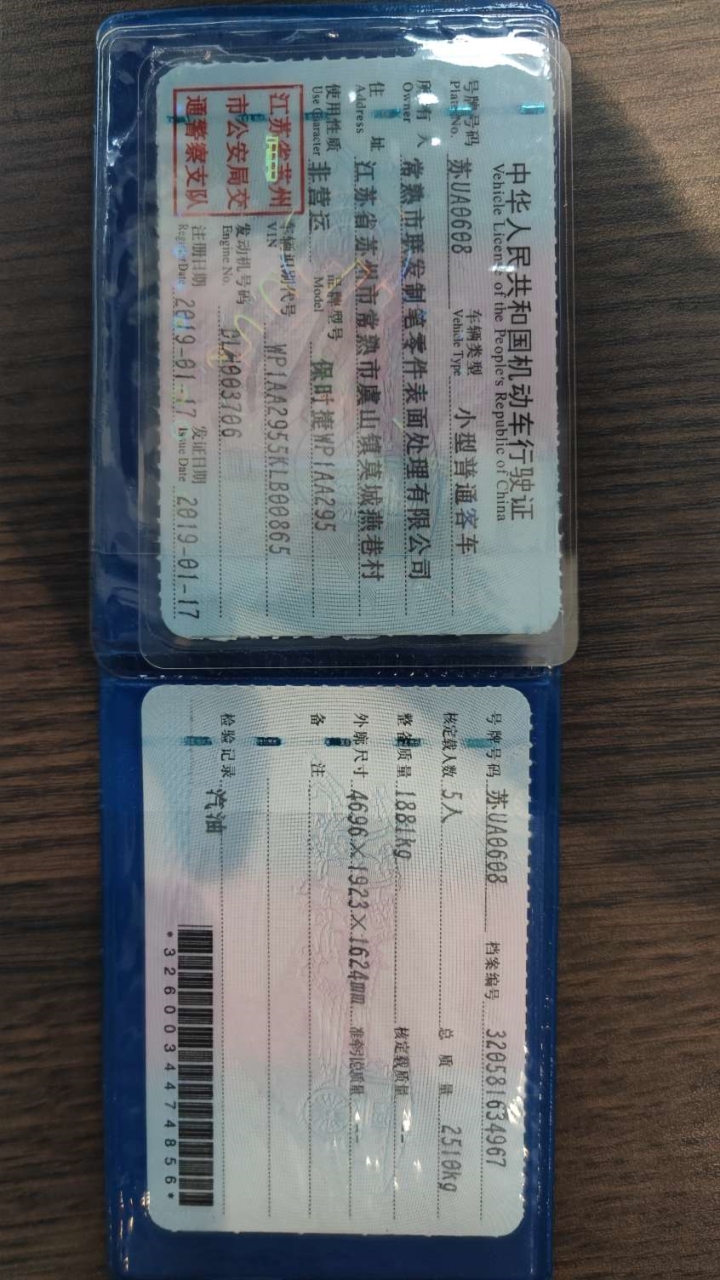 中华人民共和国机动车行驶证
Vehicle License of the People's Republic of China
号牌号码 苏UA0608 车辆类型 小型普通客车
Plate No. Vehicle Type
所有人 常熟市联发制笔零件表面处理有限公司
Owner
住址 江苏省苏州市常熟市虞山镇莫城燕巷村
Address
使用性质 非营运 品牌型号 保时捷WP1AA295
Use Character Model
江苏省苏州
市公安局交
通警察支队
车辆识别代号 WP1AA2955KLB00865
VIN
发动机号码
Engine No.
注册日期 2019-01-17 发证日期 2019-01-17
Register Date Issue Date
号牌号码 苏UA0608 档案编号 320581634967
核定载人数 5人 总质量 2510kg
整备质量 1881kg 核定载质量 --
外廓尺寸 4696×1923×1624mm 准牵引总质量 --
备注
检验记录 汽油
*3260034474856*